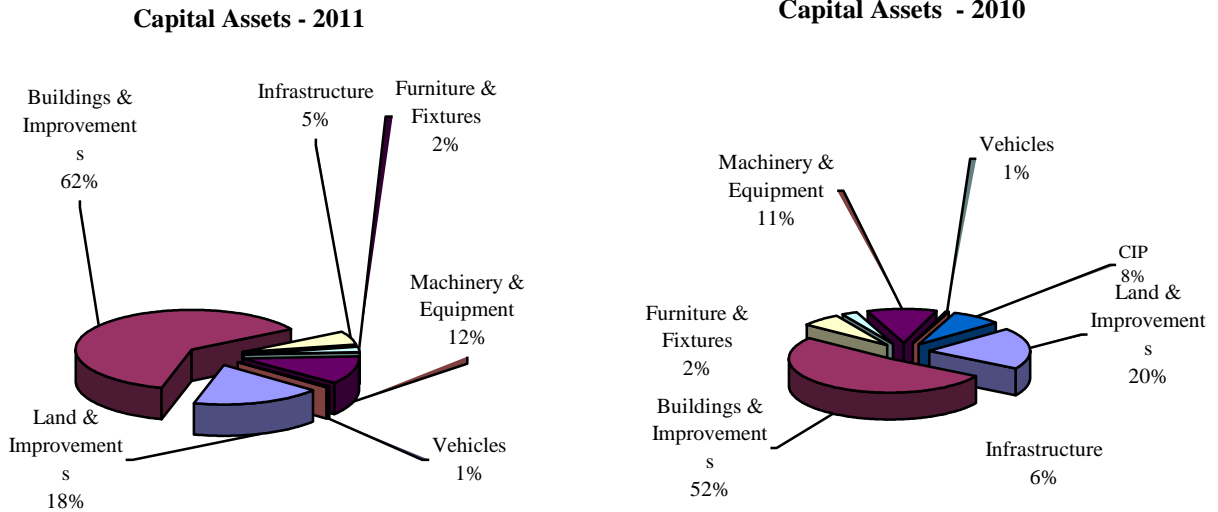 Capital Assets - 2011
Buildings &
Improvement
s
62%
Infrastructure
5%
Furniture &
Fixtures
2%
Machinery &
Equipment
12%
Vehicles
1%
Land &
Improvement
s
18%
Capital Assets - 2010
Machinery &
Equipment
11%
Vehicles
1%
CIP
8%
Land &
Improvement
s
20%
Furniture &
Fixtures
2%
Buildings &
Improvement
s
52%
Infrastructure
6%